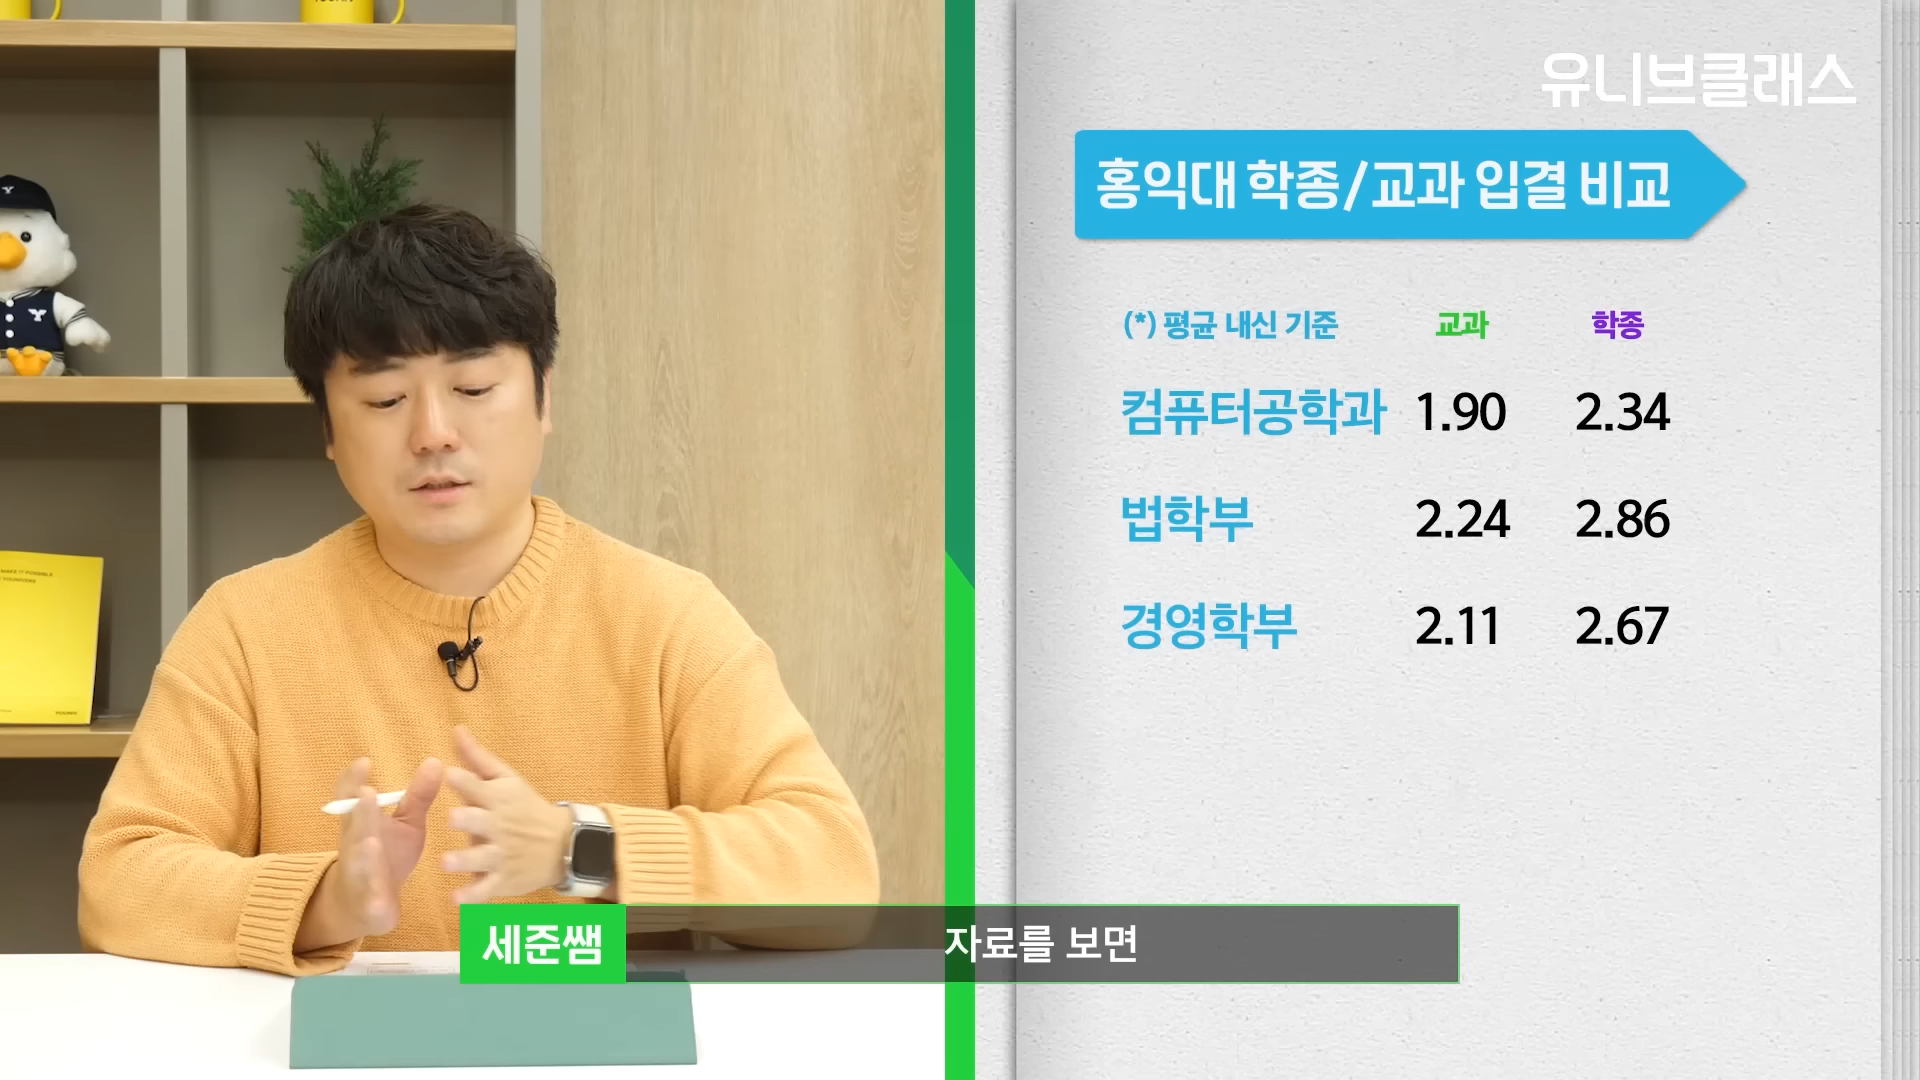 유니브클래스
홍익대 학종/교과 입결 비교
(*) 평균 내신 기준 교과 학종
컴퓨터공학과 1.90 2.34
법학부 2.24 2.86
경영학부 2.11 2.67
세준쌤 자료를 보면